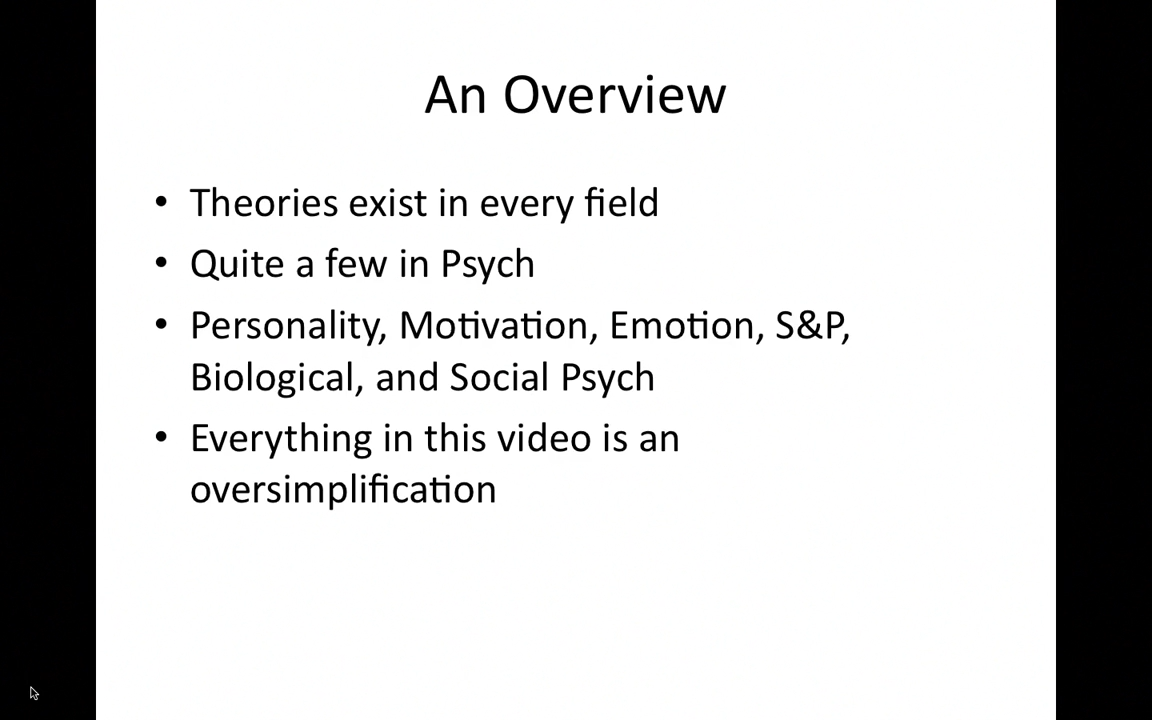 An Overview
• Theories exist in every field
• Quite a few in Psych
• Personality, Motivation, Emotion, S&P,
Biological, and Social Psych
• Everything in this video is an
oversimplification